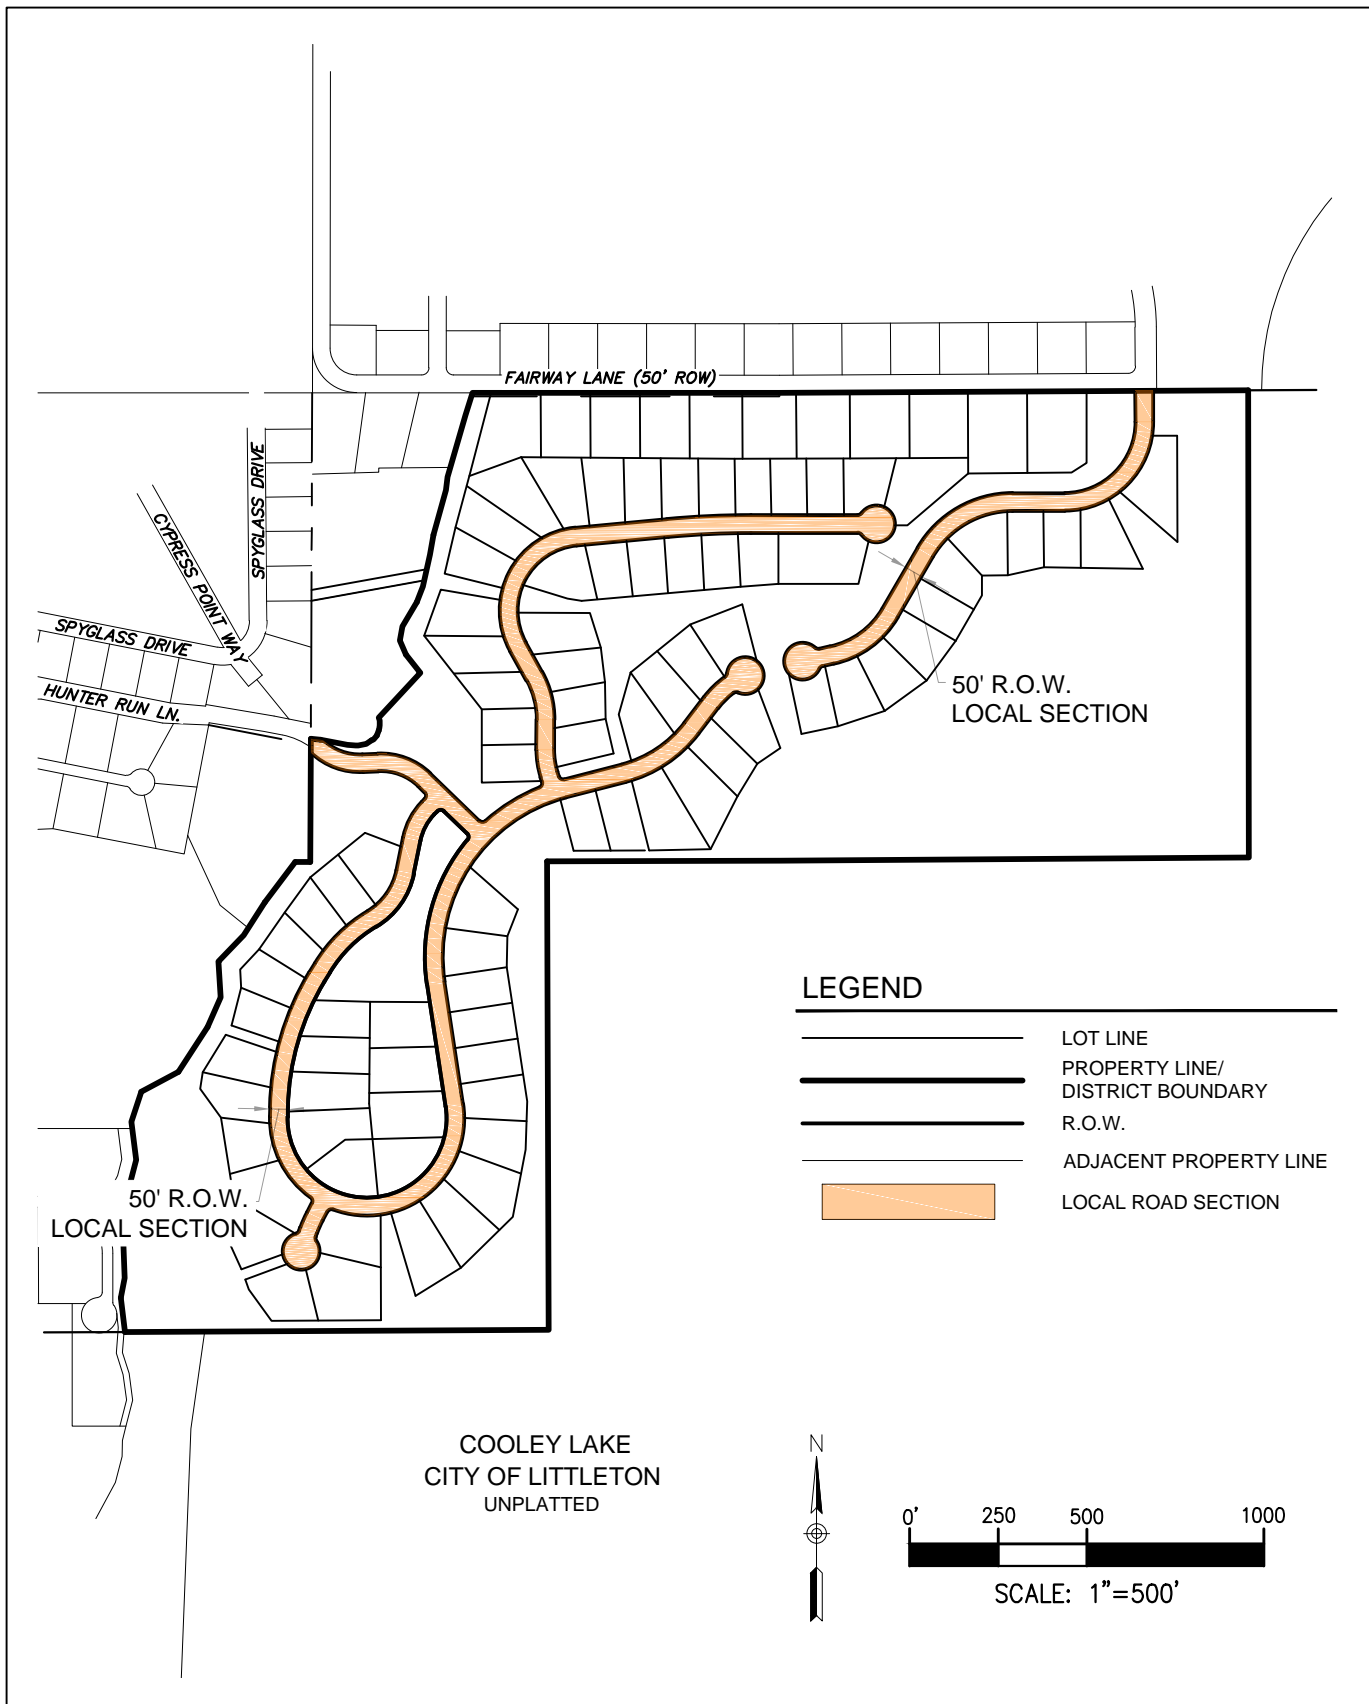 FAIRWAY LANE (50' ROW)
SPYGLASS DRIVE
CYPRESS POINT WAY
SPYGLASS DRIVE
HUNTER RUN LN.
50' R.O.W.
LOCAL SECTION
LEGEND
LOT LINE
PROPERTY LINE/
DISTRICT BOUNDARY
R.O.W.
ADJACENT PROPERTY LINE
LOCAL ROAD SECTION
50' R.O.W.
LOCAL SECTION
COOLEY LAKE
CITY OF LITTLETON
UNPLATTED
N
0' 250 500 1000
SCALE: 1"=500'